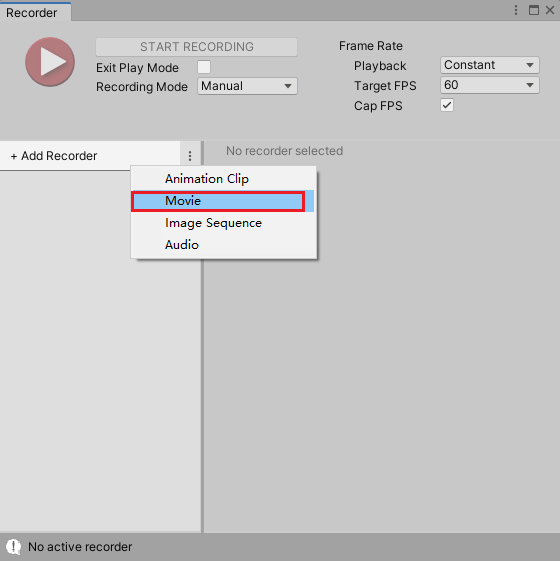 Recorder
START RECORDING
Exit Play Mode
Recording Mode Manual
Frame Rate
Playback Constant
Target FPS 60
Cap FPS
+ Add Recorder
No recorder selected
Animation Clip
Movie
Image Sequence
Audio
No active recorder